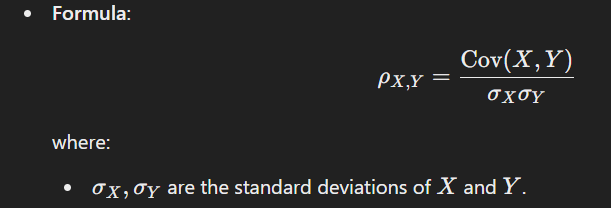 • Formula:
ρX,Y = Cov(X, Y) / σXσY
where:
• σX, σY are the standard deviations of X and Y.